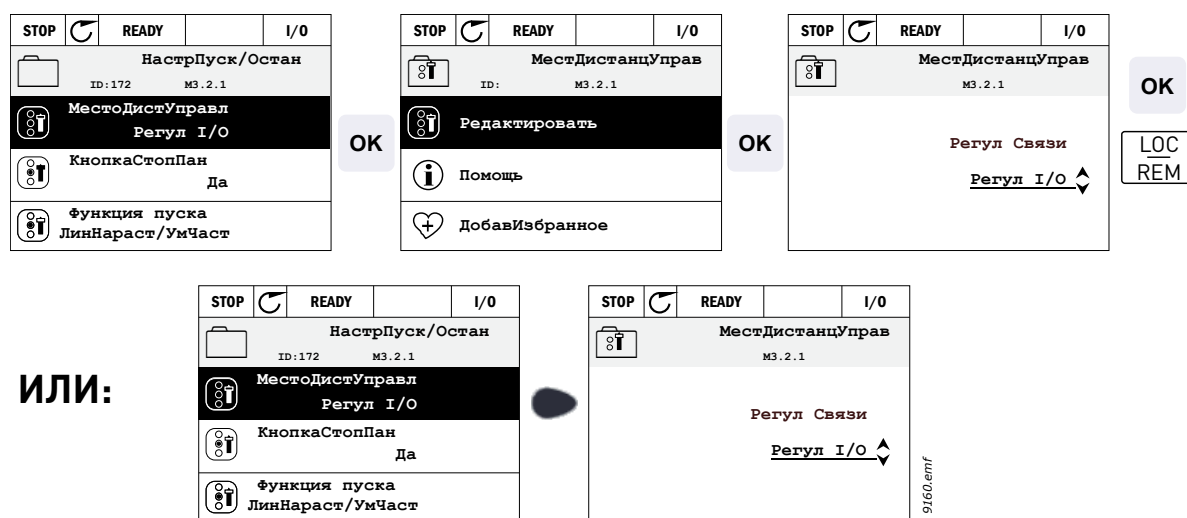 STOP READY I/O
НастрПуск/Остан
ID:172 M3.2.1
МестоДистУправл
Регул I/O
КнопкаСтопПан
Да
Функция пуска
ЛинНараст/УмЧаст
OK
STOP READY I/O
МестДистанцУправ
ID: M3.2.1
Редактировать
Помощь
ДобавИзбранное
OK
STOP READY I/O
МестДистанцУправ
M3.2.1
Регул Связи
Регул I/O
OK
LOC
REM
ИЛИ:
STOP READY I/O
НастрПуск/Остан
ID:172 M3.2.1
МестоДистУправл
Регул I/O
КнопкаСтопПан
Да
Функция пуска
ЛинНараст/УмЧаст
STOP READY I/O
МестДистанцУправ
M3.2.1
Регул Связи
Регул I/O
9160.emf